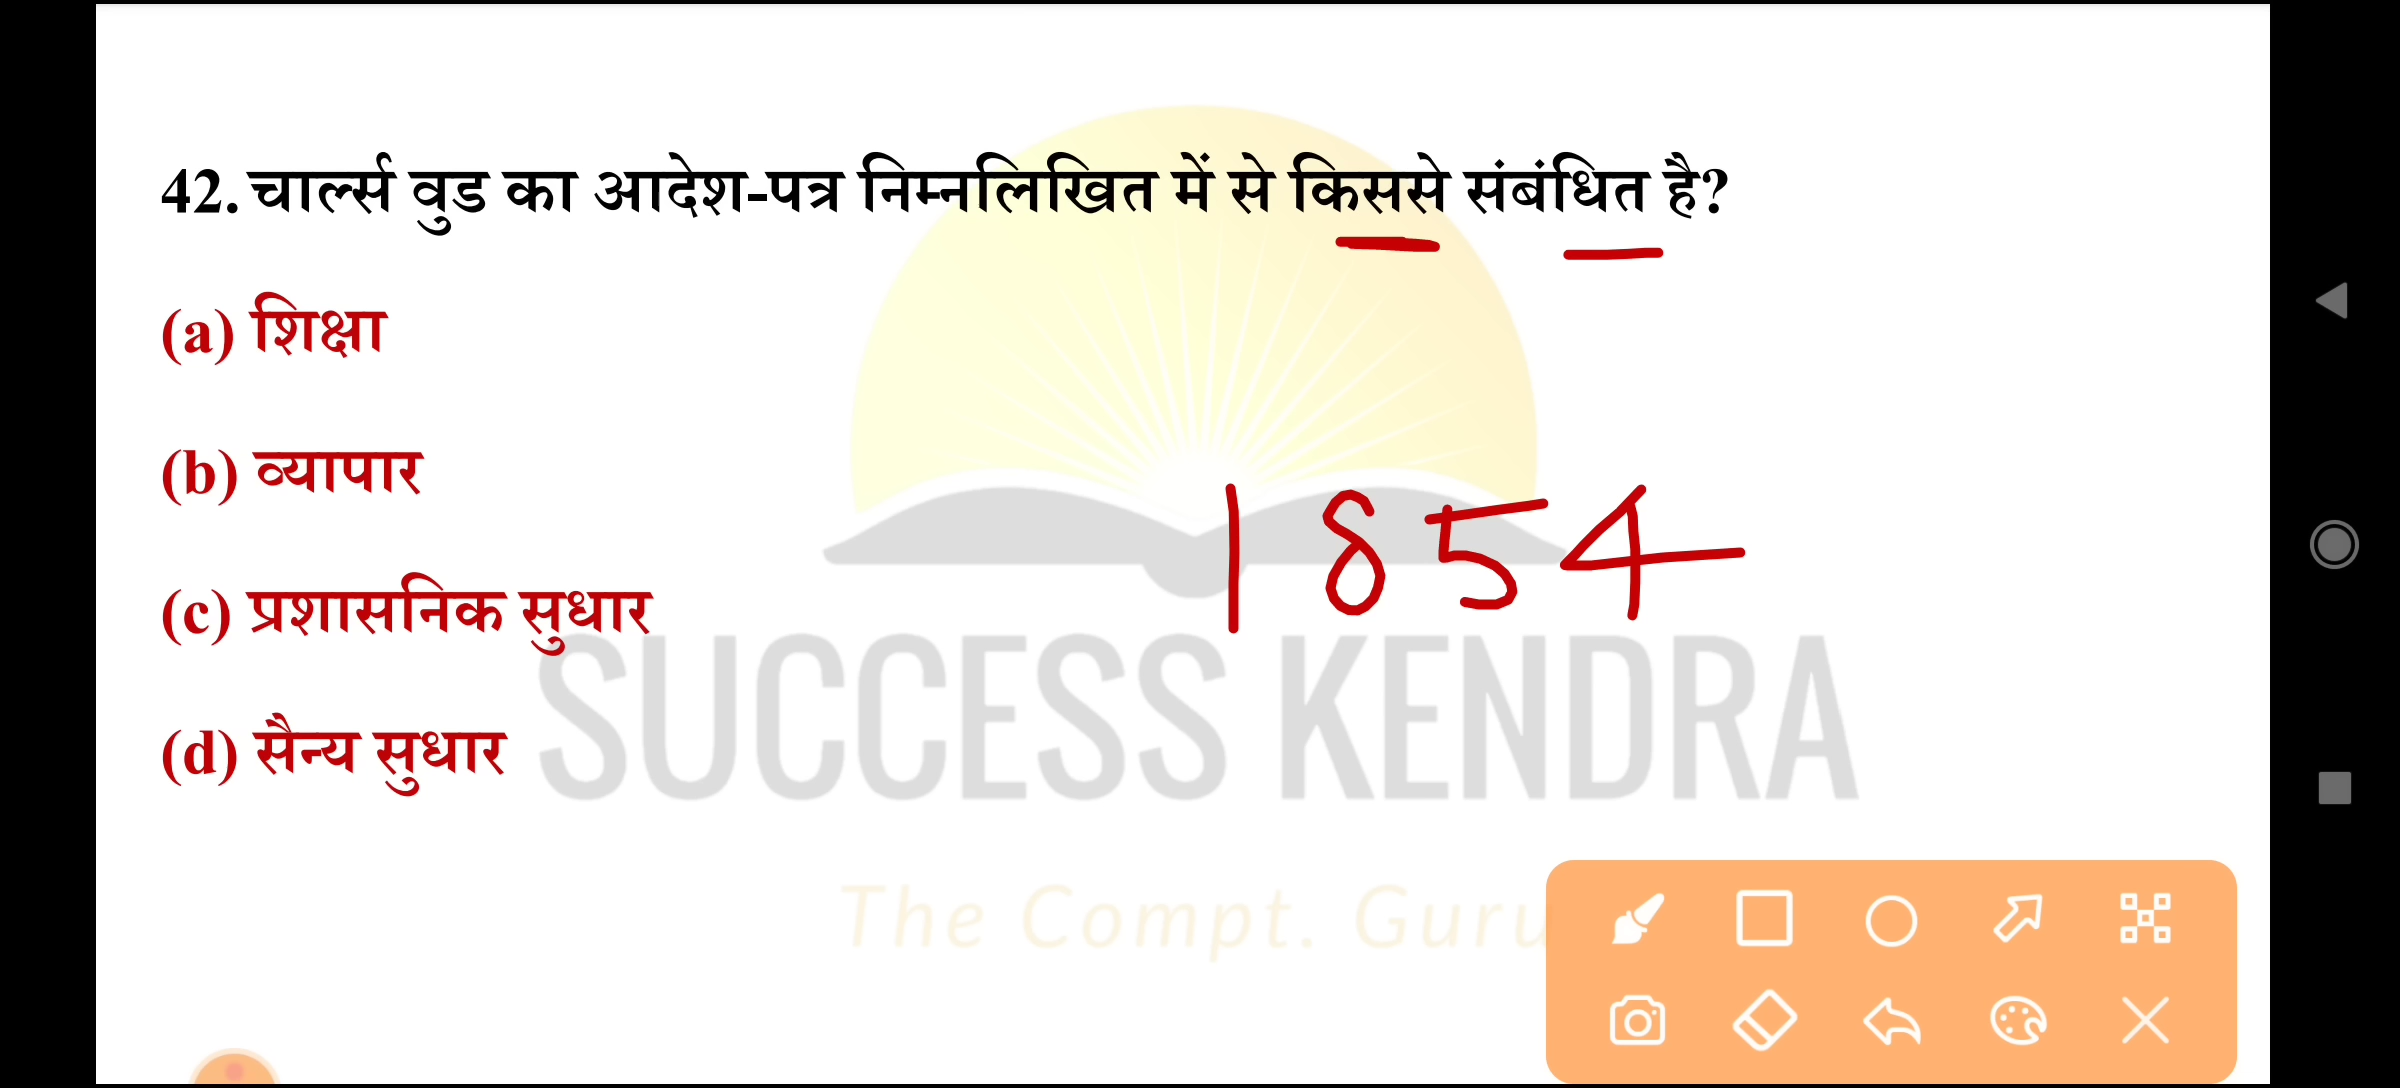 42. चार्ल्स वुड का आदेश-पत्र निम्नलिखित में से किससे संबंधित है?
(a) शिक्षा
(b) व्यापार
1854
(c) प्रशासनिक सुधार
SUCCESS KENDRA
(d) सैन्य सुधार
The Compt. Guru